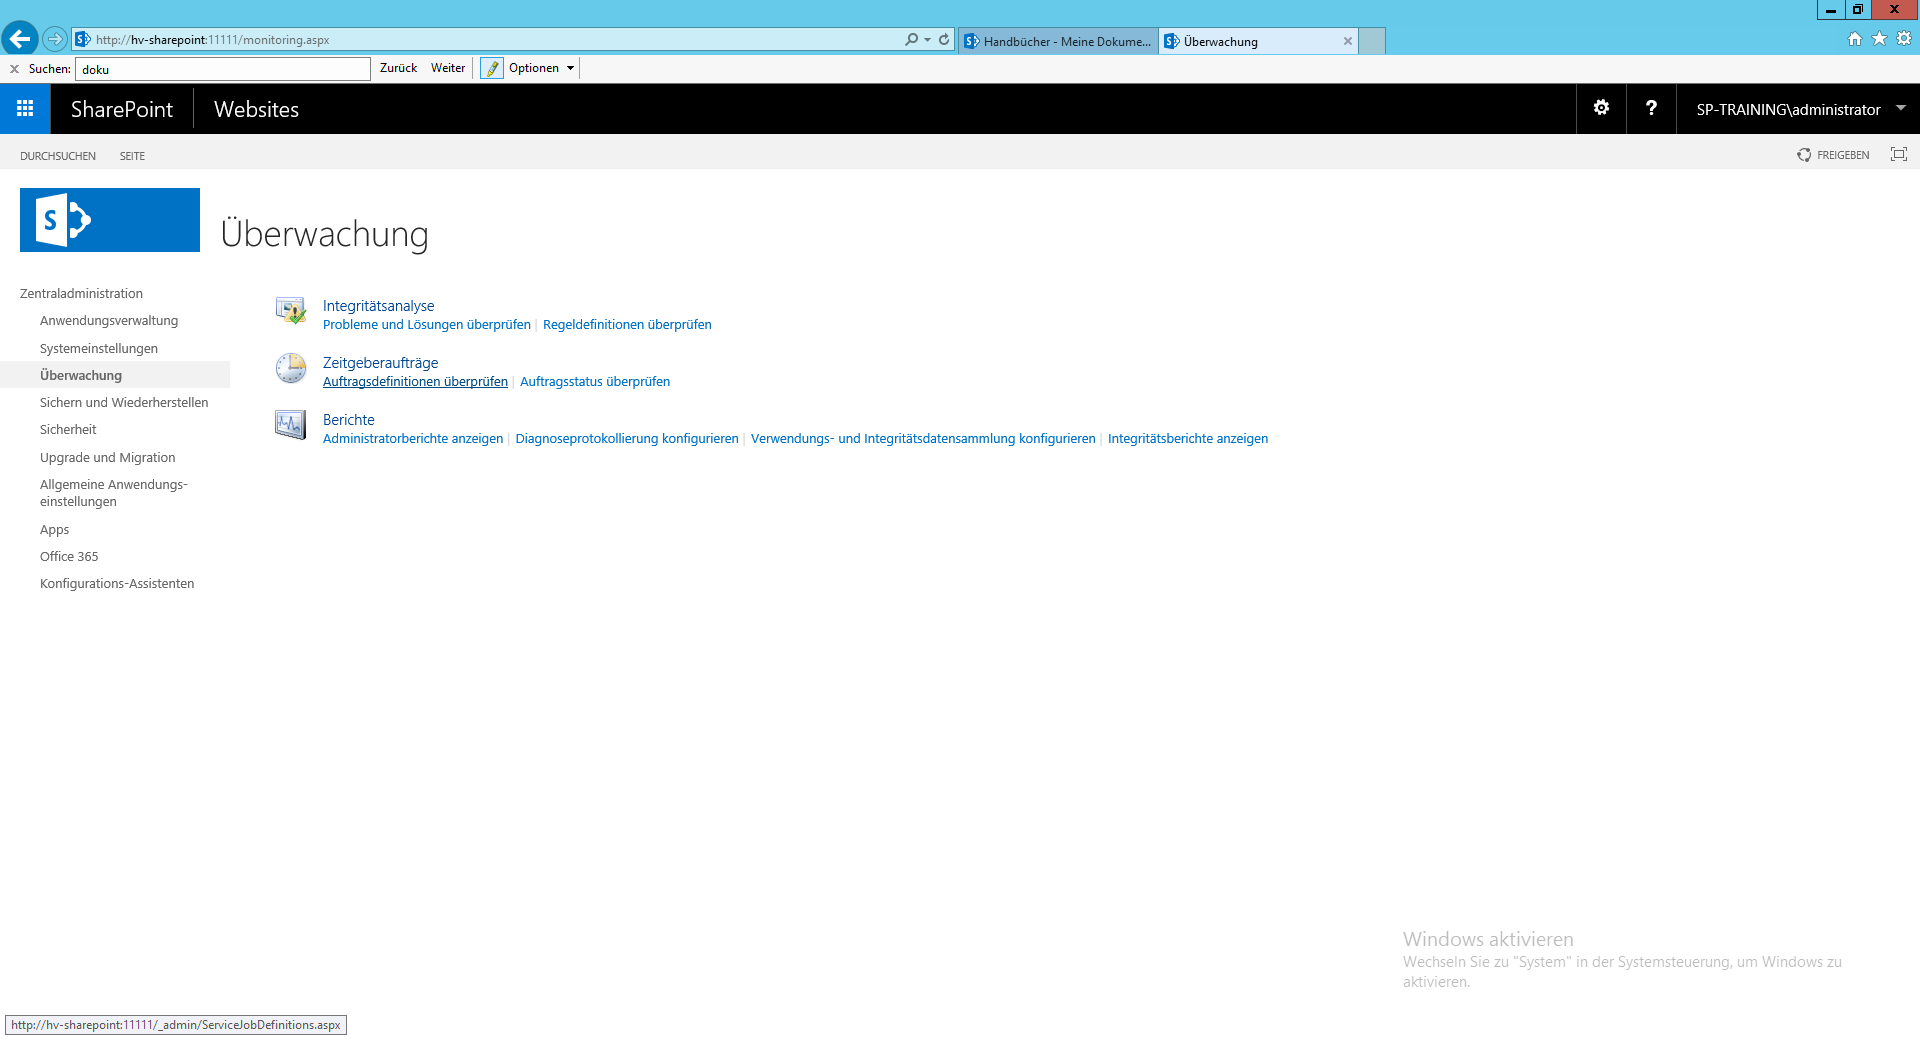 http://hv-sharepoint:11111/monitoring.aspx
Handbücher - Meine Dokume...
Überwachung
Suchen: doku Zurück Weiter Optionen
SharePoint Websites ? SP-TRAINING\administrator
DURCHSUCHEN SEITE FREIGEBEN
S
Überwachung
Zentraladministration
Anwendungsverwaltung
Systemeinstellungen
Überwachung
Sichern und Wiederherstellen
Sicherheit
Upgrade und Migration
Allgemeine Anwendungs-
einstellungen
Apps
Office 365
Konfigurations-Assistenten
Integritätsanalyse
Probleme und Lösungen überprüfen | Regeldefinitionen überprüfen
Zeitgeberaufträge
Auftragsdefinitionen überprüfen | Auftragsstatus überprüfen
Berichte
Administratorberichte anzeigen | Diagnoseprotokollierung konfigurieren | Verwendungs- und Integritätsdatensammlung konfigurieren | Integritätsberichte anzeigen
Windows aktivieren
Wechseln Sie zu "System" in der Systemsteuerung, um Windows zu
aktivieren.
http://hv-sharepoint:11111/_admin/ServiceJobDefinitions.aspx